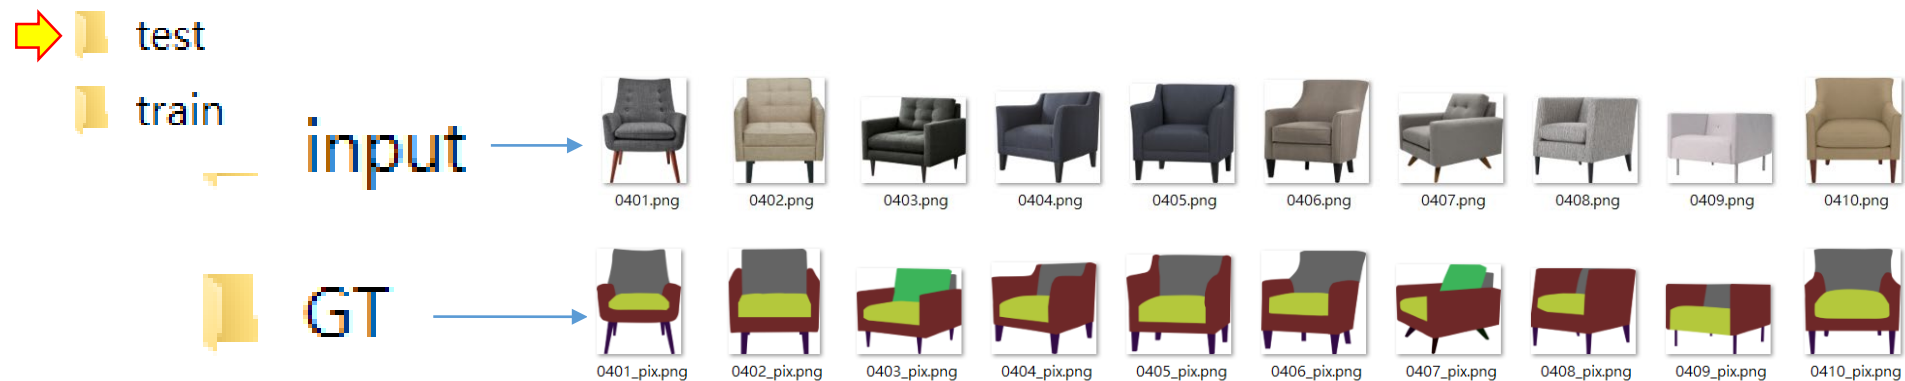 test
train
input
0401.png 0402.png 0403.png 0404.png 0405.png 0406.png 0407.png 0408.png 0409.png 0410.png
GT
0401_pix.png 0402_pix.png 0403_pix.png 0404_pix.png 0405_pix.png 0406_pix.png 0407_pix.png 0408_pix.png 0409_pix.png 0410_pix.png